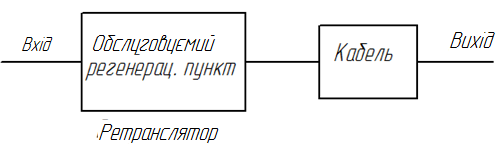 Вхід
Обслуговуємий
регенерац. пункт
Кабель
Вихід
Ретранслятор